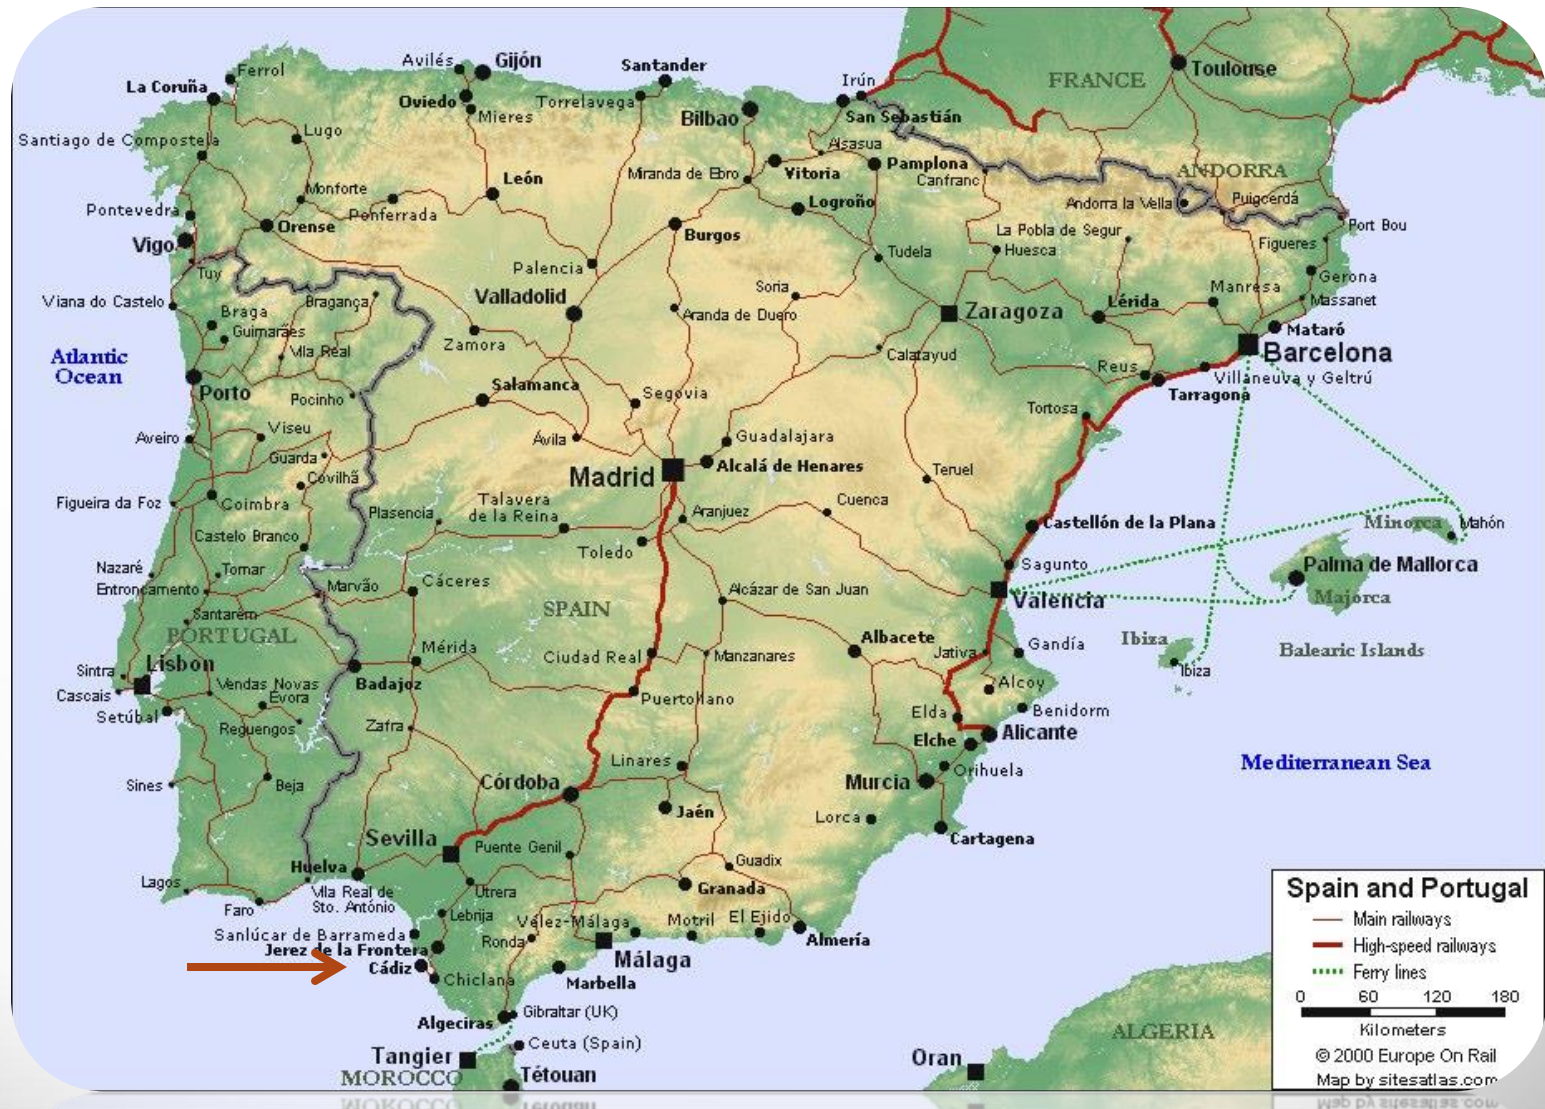 Avilés
Gijón
Santander
Irún
FRANCE
Toulouse
Ferrol
La Coruña
Oviedo
Torrelavega
Mieres
Bilbao
San Sebastián
Lugo
Santiago de Compostela
Alsasua
Miranda de Ebro
Vitoria
Pamplona
Canfranc
ANDORRA
León
Monforte
Ponferrada
Logroño
Andorra la Vella
Puigcerdá
Pontevedra
Orense
Burgos
La Pobla de Segur
Port Bou
Vigo
Tudela
Huesca
Figueres
Tuy
Palencia
Gerona
Viana do Castelo
Bragança
Valladolid
Soria
Manresa
Massanet
Braga
Aranda de Duero
Zaragoza
Lérida
Guimarães
Zamora
Mataró
Atlantic
Ocean
Vila Real
Calatayud
Barcelona
Reus
Villaneuva y Geltrú
Porto
Pocinho
Salamanca
Segovia
Tarragona
Tortosa
Aveiro
Viseu
Ávila
Guadalajara
Guarda
Madrid
Alcalá de Henares
Teruel
Covilhã
Figueira da Foz
Coimbra
Plasencia
Talavera
de la Reina
Aranjuez
Cuenca
Castellón de la Plana
Minorca
Mahón
Castelo Branco
Toledo
Nazaré
Tomar
Sagunto
Palma de Mallorca
Entroncamento
Marvão
Cáceres
Alcázar de San Juan
Valencia
Majorca
Santarém
SPAIN
PORTUGAL
Albacete
Ibiza
Balearic Islands
Mérida
Ciudad Real
Manzanares
Jativa
Gandía
Sintra
Lisbon
Ibiza
Cascais
Vendas Novas
Évora
Badajoz
Puertollano
Alcoy
Setúbal
Reguengos
Zafra
Elda
Benidorm
Elche
Alicante
Linares
Mediterranean Sea
Sines
Beja
Córdoba
Murcia
Orihuela
Jaén
Lorca
Sevilla
Puente Genil
Cartagena
Huelva
Guadix
Lagos
Vila Real de
Sto. António
Utrera
Granada
Faro
Lebrija
Vélez-Málaga
Motril
El Ejido
Sanlúcar de Barrameda
Ronda
Almería
Jerez de la Frontera
Málaga
Cádiz
Chiclana
Marbella
Algeciras
Gibraltar (UK)
Ceuta (Spain)
Tangier
MOROCCO
Tétouan
Oran
ALGERIA
Spain and Portugal
Main railways
High-speed railways
Ferry lines
0 60 120 180
Kilometers
© 2000 Europe On Rail
Map by sitesatlas.com